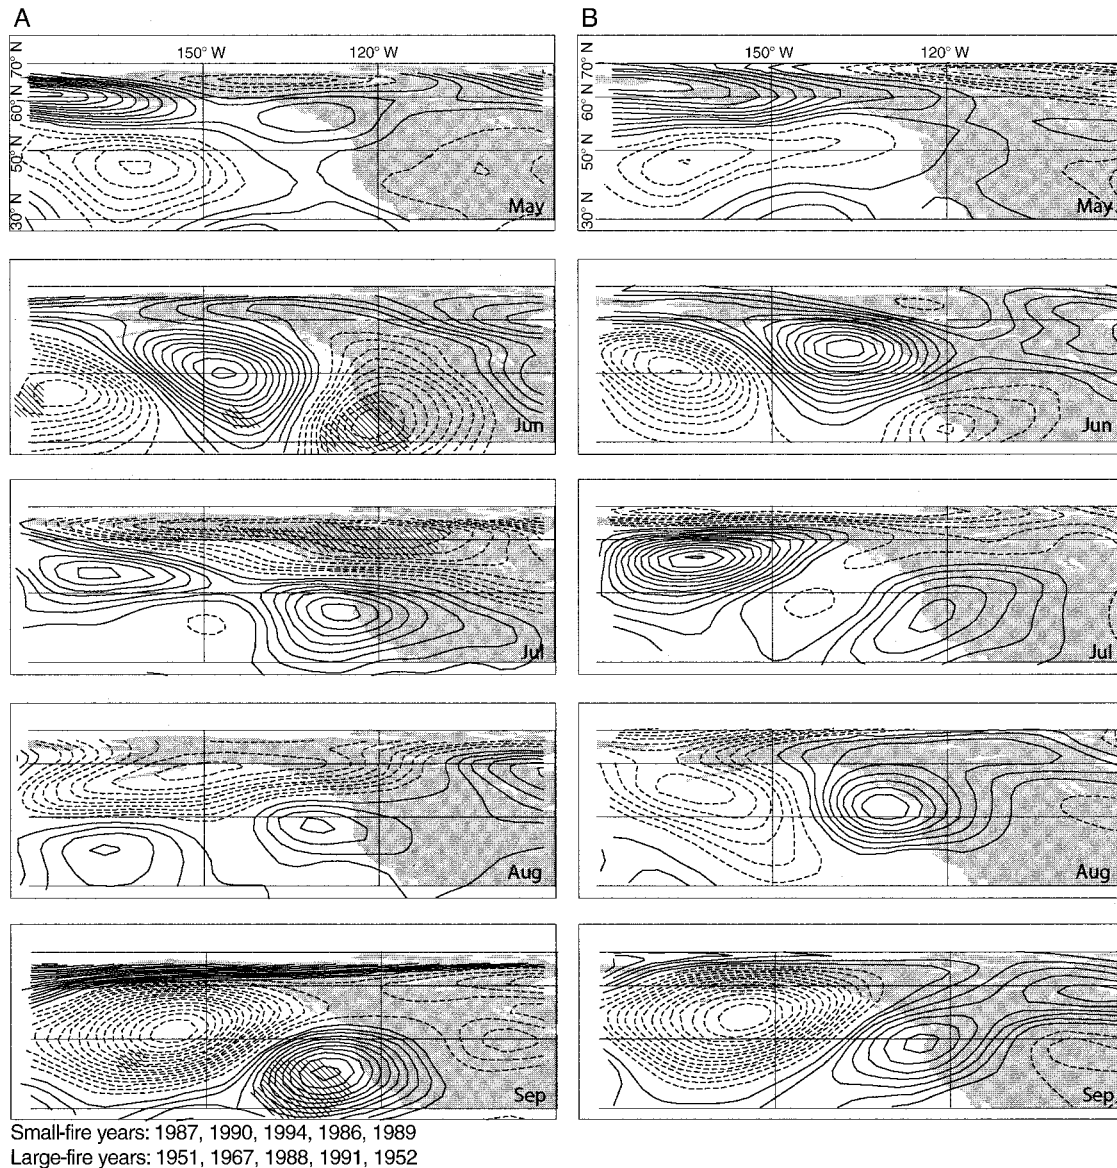 A
B
150° W 120° W
150° W 120° W
70° N
60° N
50° N
30° N
May
70° N
60° N
50° N
30° N
May
Jun
Jun
Jul
Jul
Aug
Aug
Sep
Sep
Small-fire years: 1987, 1990, 1994, 1986, 1989
Large-fire years: 1951, 1967, 1988, 1991, 1952